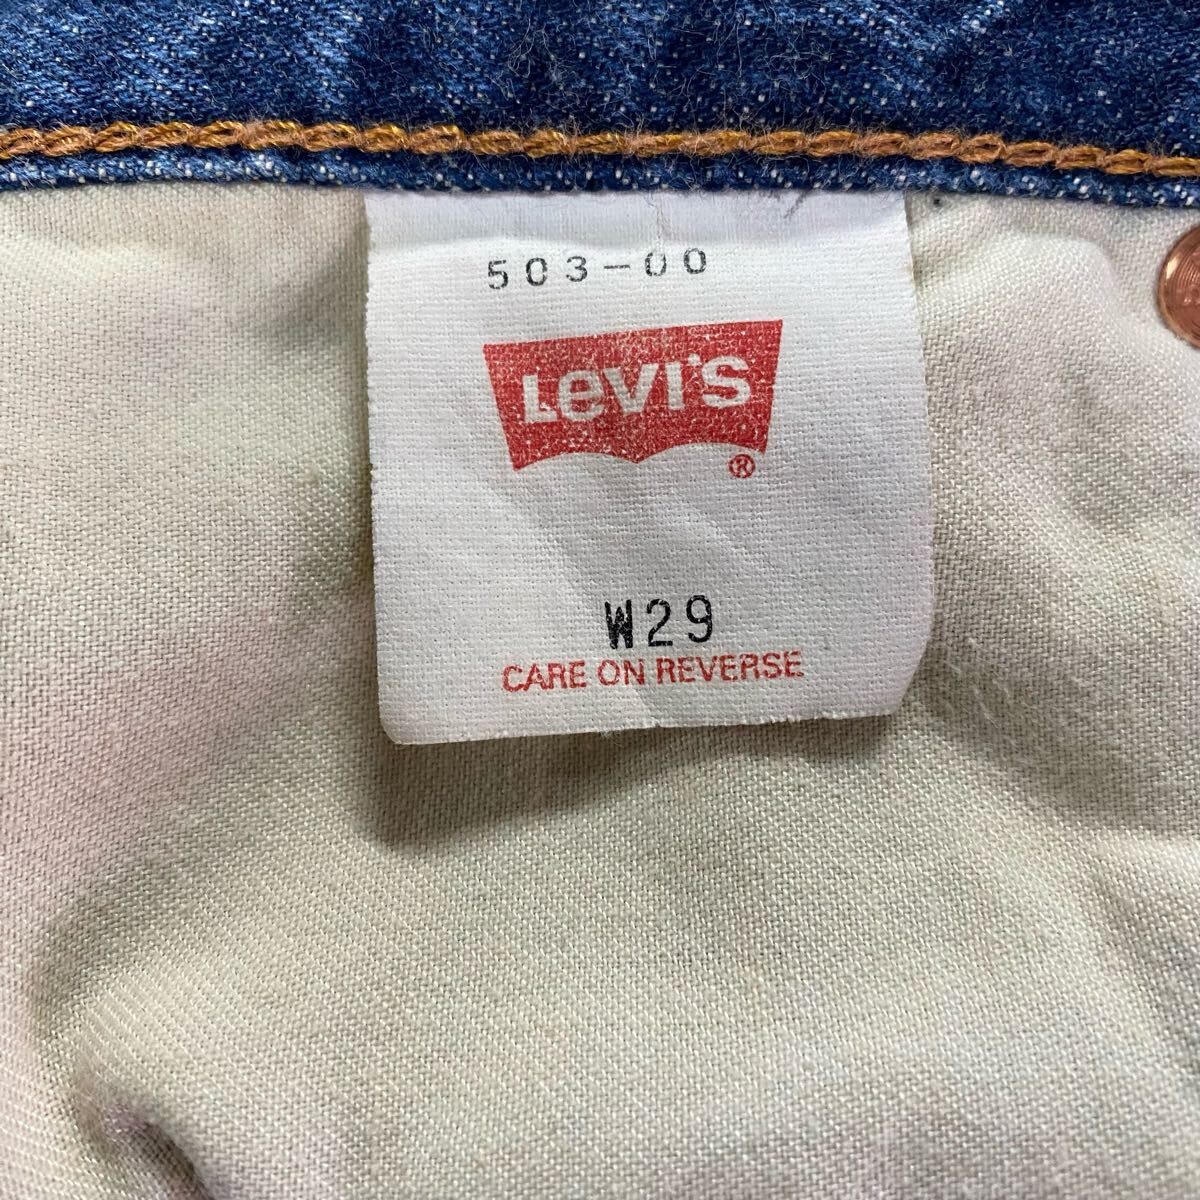 503-00
LeVI'S
®
W29
CARE ON REVERSE